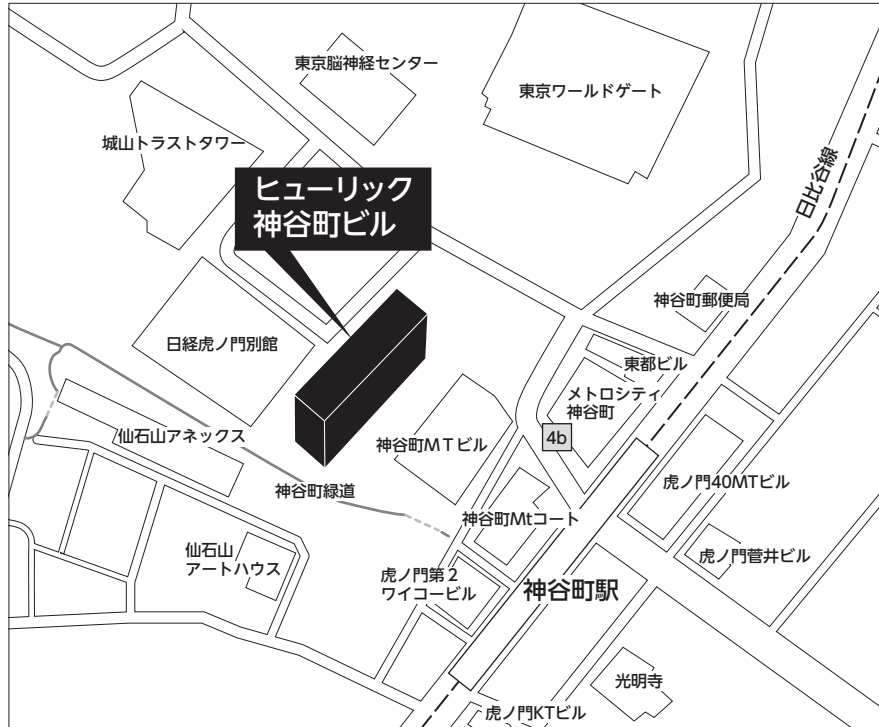 東京脳神経センター
東京ワールドゲート
城山トラストタワー
ヒューリック
神谷町ビル
日比谷線
神谷町郵便局
日経虎ノ門別館
東都ビル
メトロシティ
神谷町
4b
仙石山アネックス
神谷町MTビル
虎ノ門40MTビル
神谷町緑道
神谷町Mtコート
虎ノ門菅井ビル
仙石山
アートハウス
虎ノ門第2
ワイコービル
神谷町駅
光明寺
虎ノ門KTビル